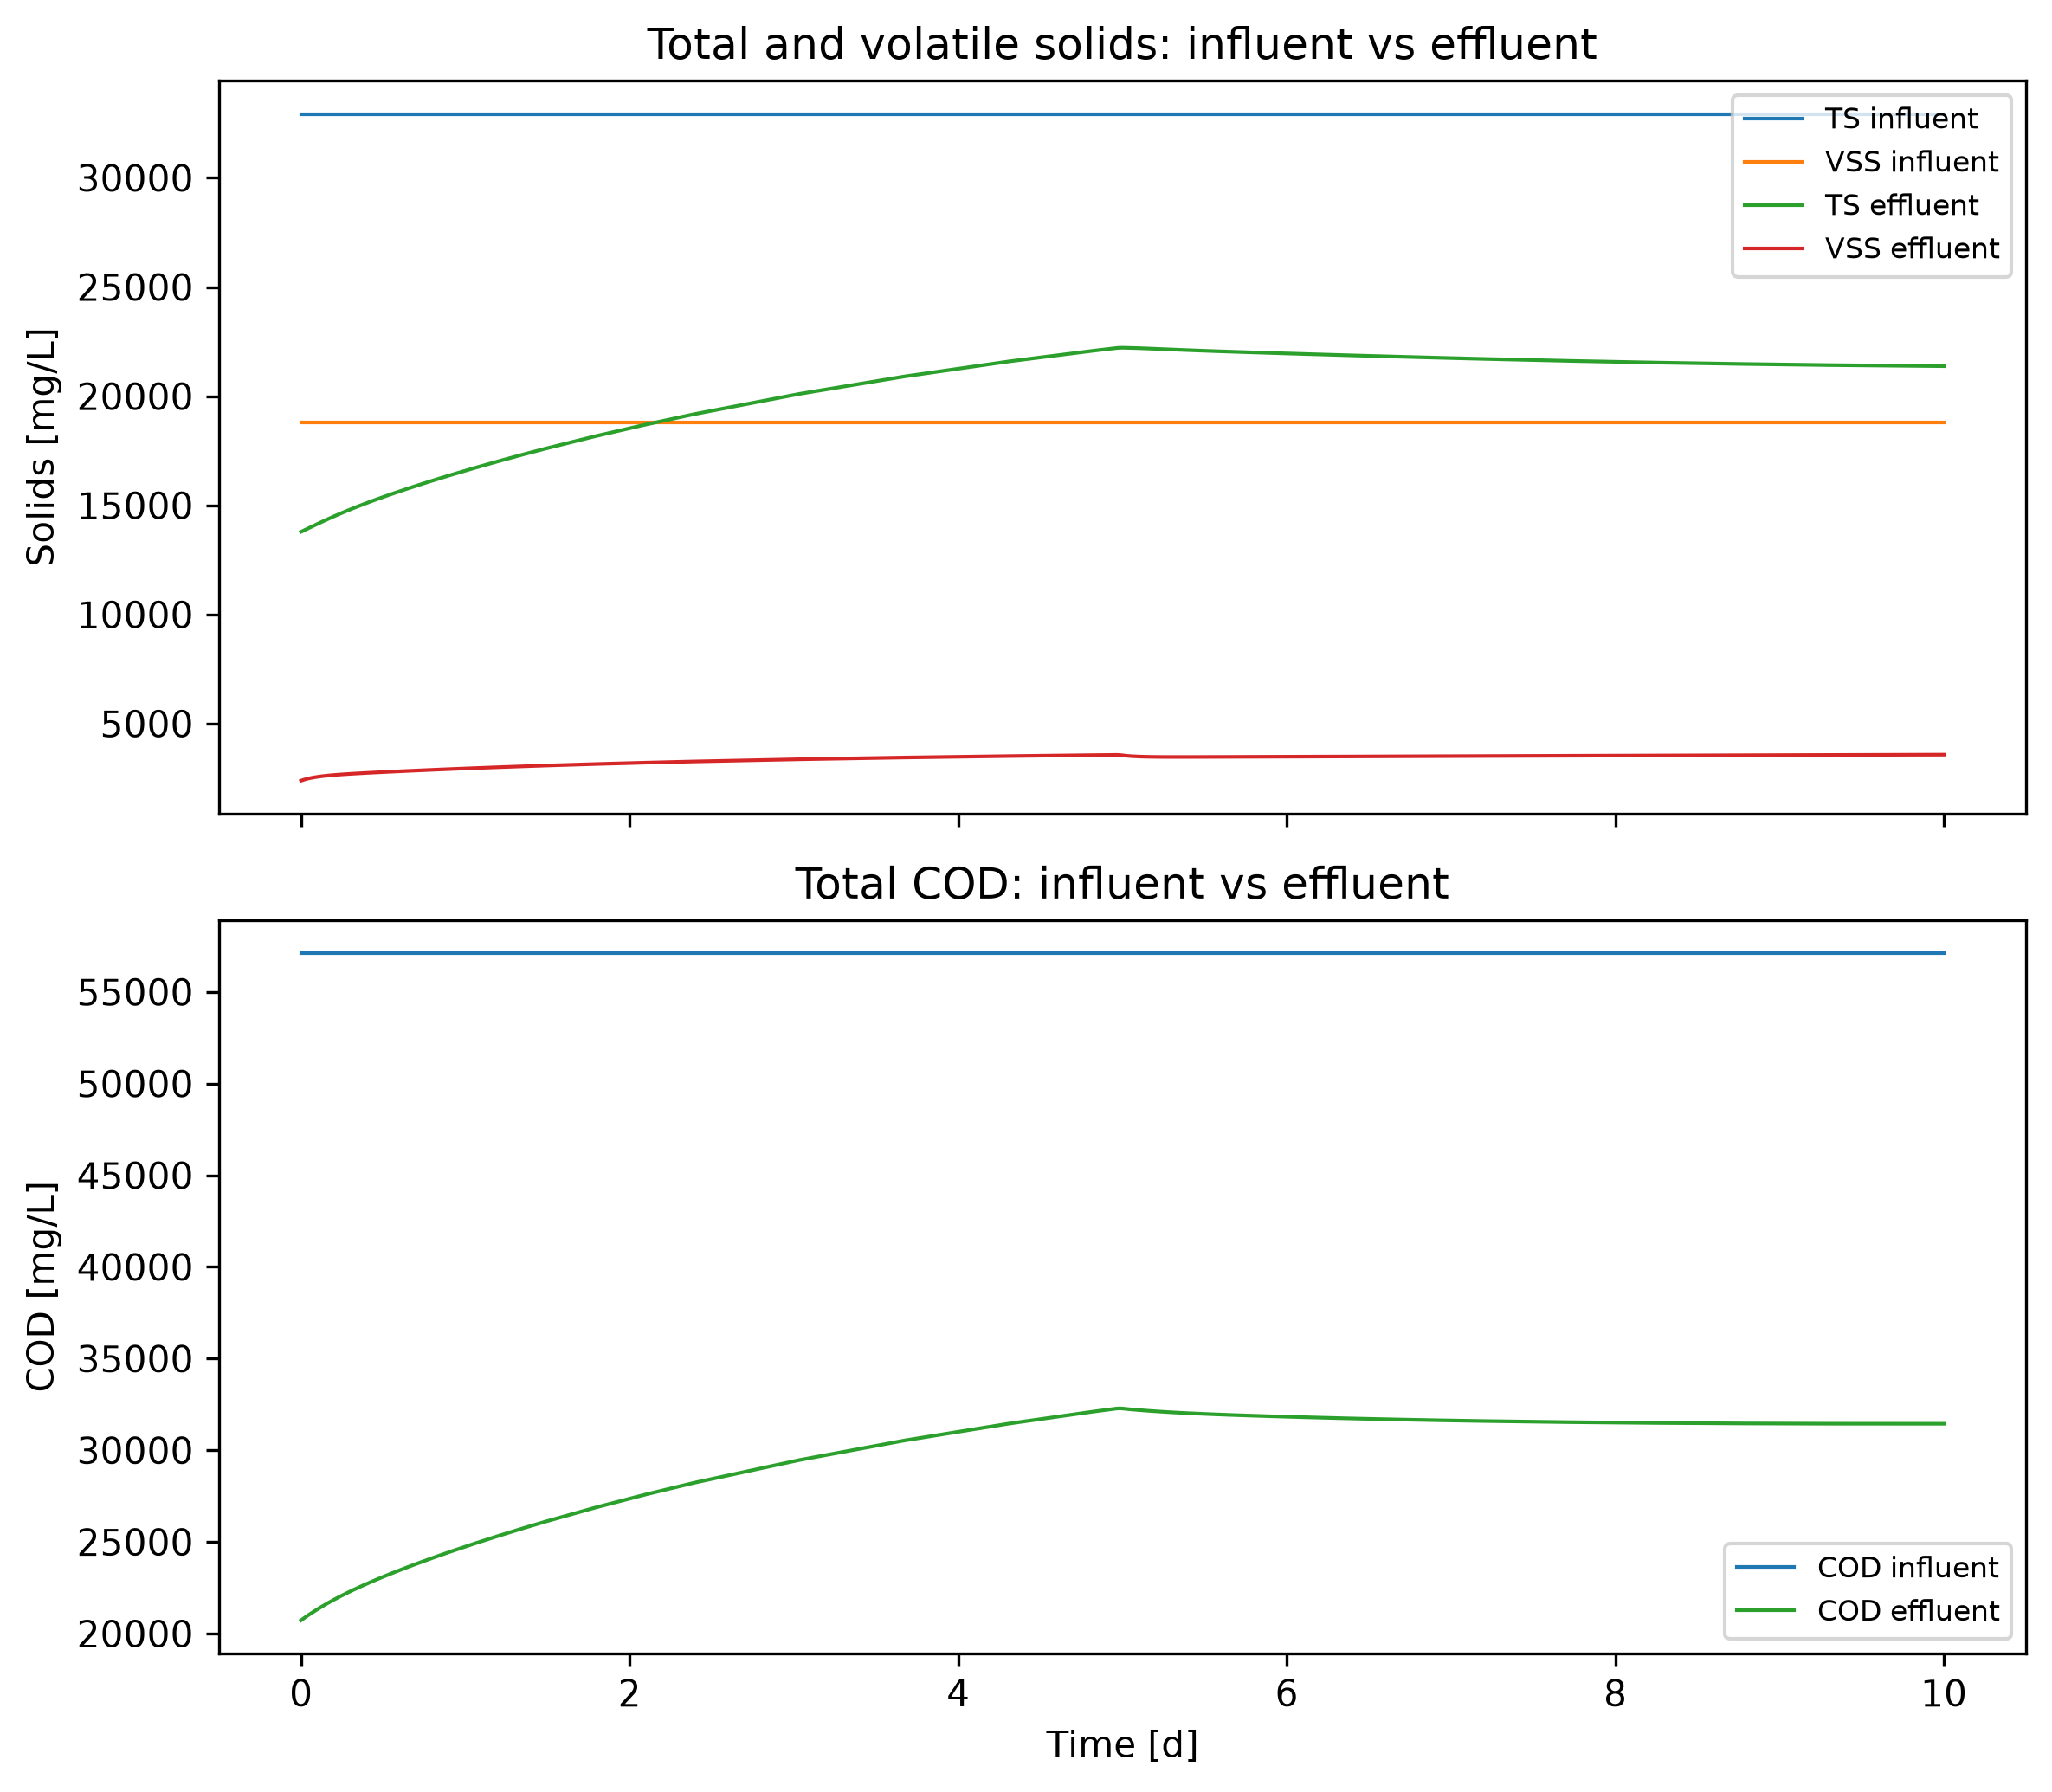 Total and volatile solids: influent vs effluent
Solids [mg/L]
30000
25000
20000
15000
10000
5000
TS influent
VSS influent
TS effluent
VSS effluent
Total COD: influent vs effluent
COD [mg/L]
55000
50000
45000
40000
35000
30000
25000
20000
COD influent
COD effluent
0 2 4 6 8 10
Time [d]